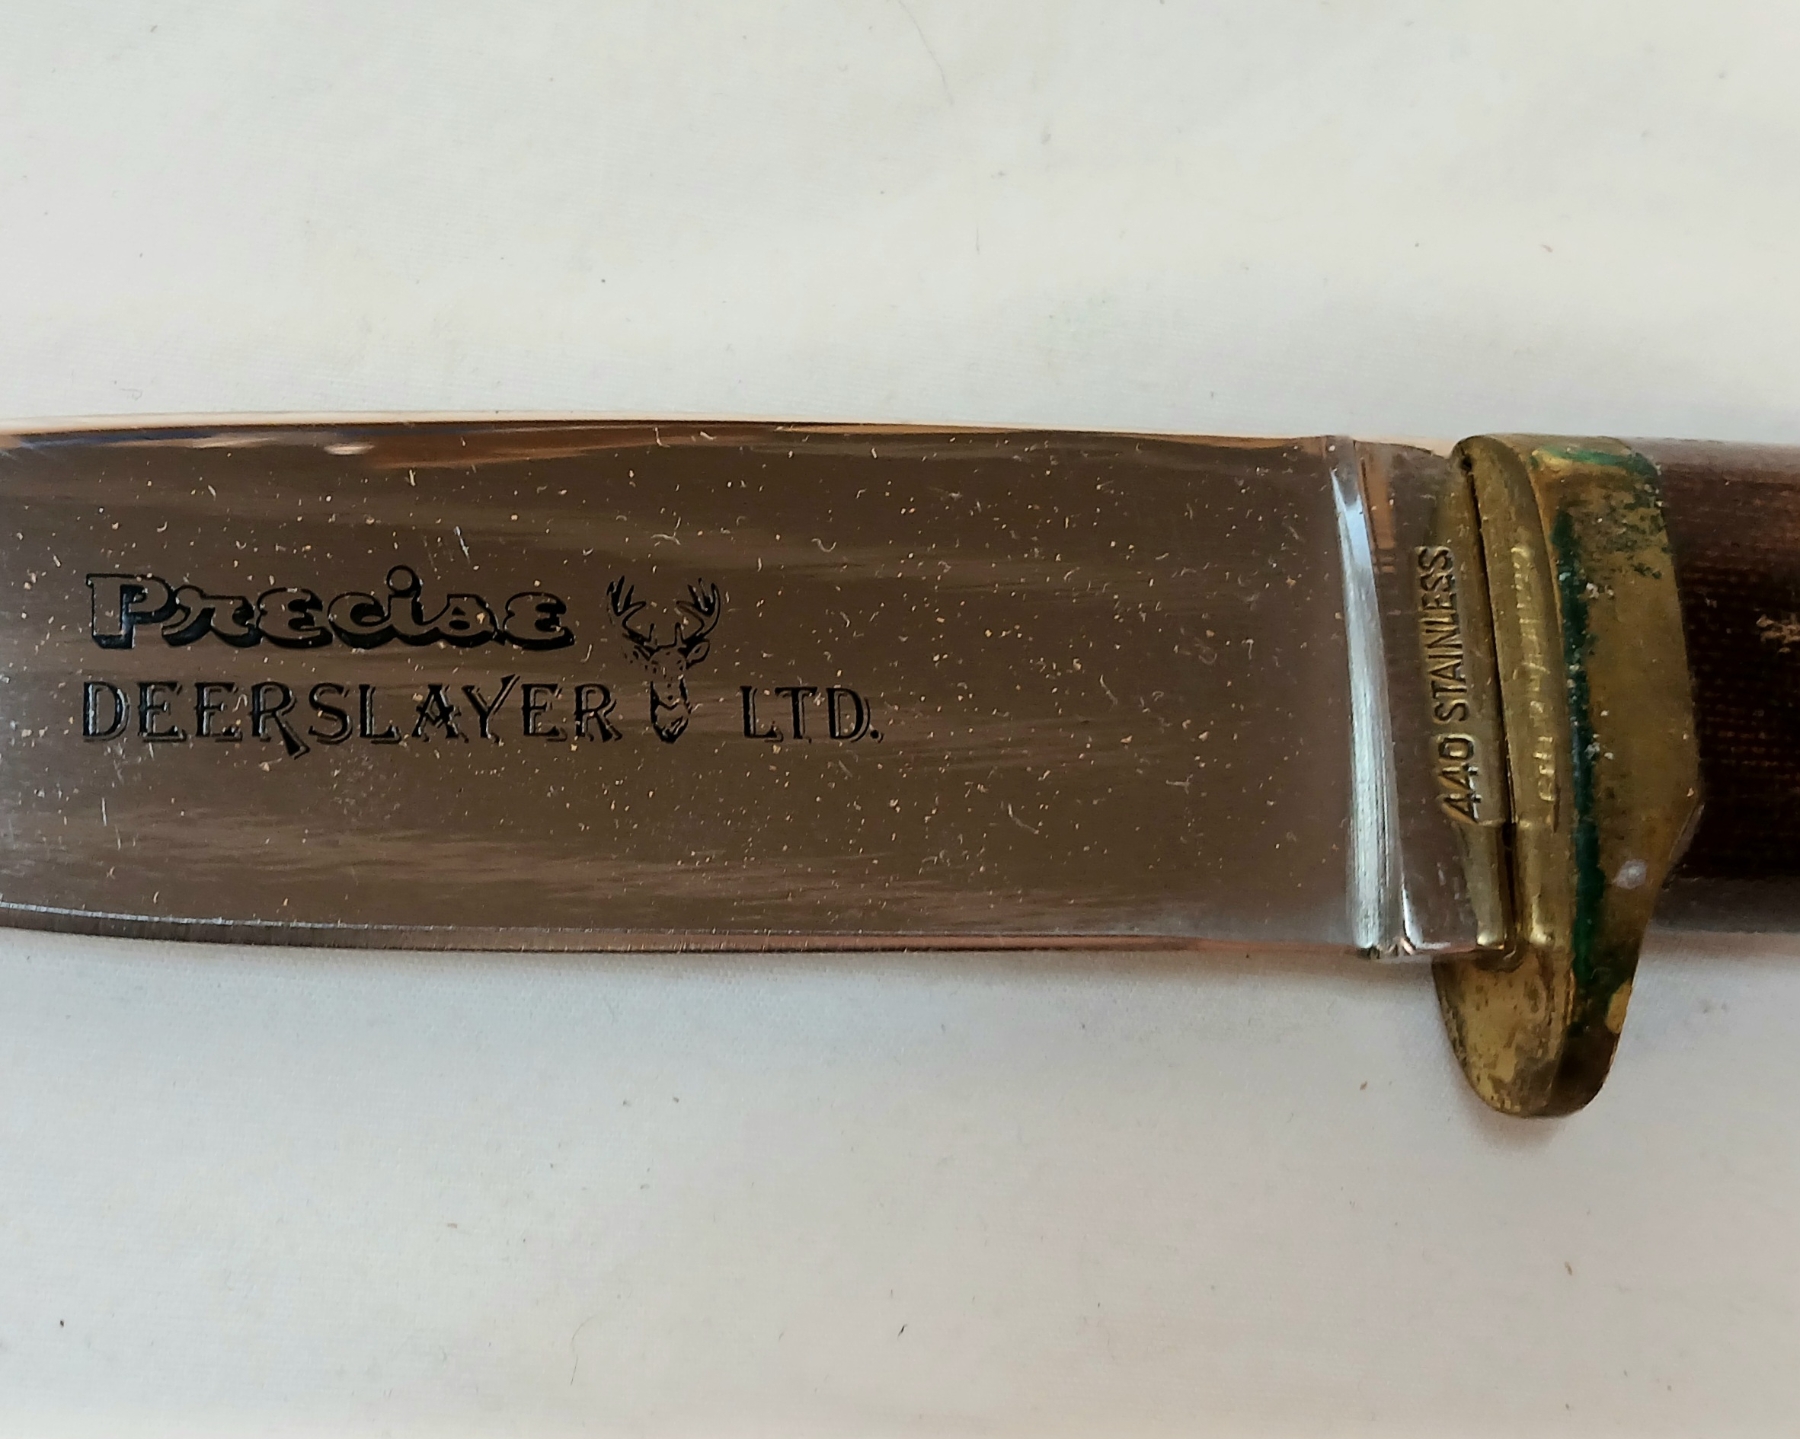 Precise
DEERSLAYER LTD.
440 STAINLESS